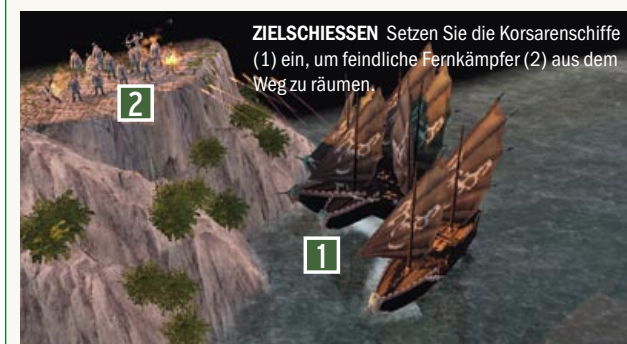 ZIELSCHIESSEN Setzen Sie die Korsarenschiffe
(1) ein, um feindliche Fernkämpfer (2) aus dem
Weg zu räumen.
2
1